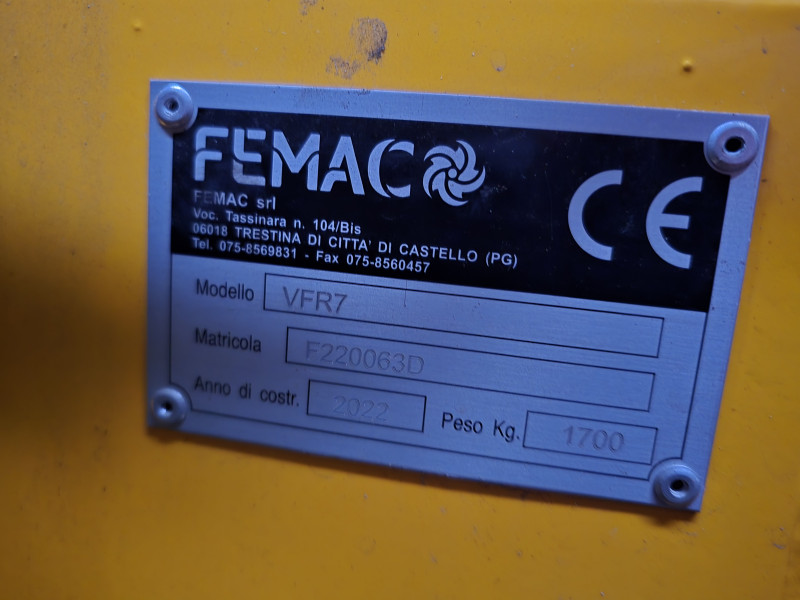 FEMAC
FEMAC srl
Voc. Tassinara n. 104/Bis
06018 TRESTINA DI CITTA' DI CASTELLO (PG)
Tel. 075-8569831 - Fax 075-8560457
CE
Modello VFR7
Matricola F220063D
Anno di costr. 2022 Peso Kg. 1700